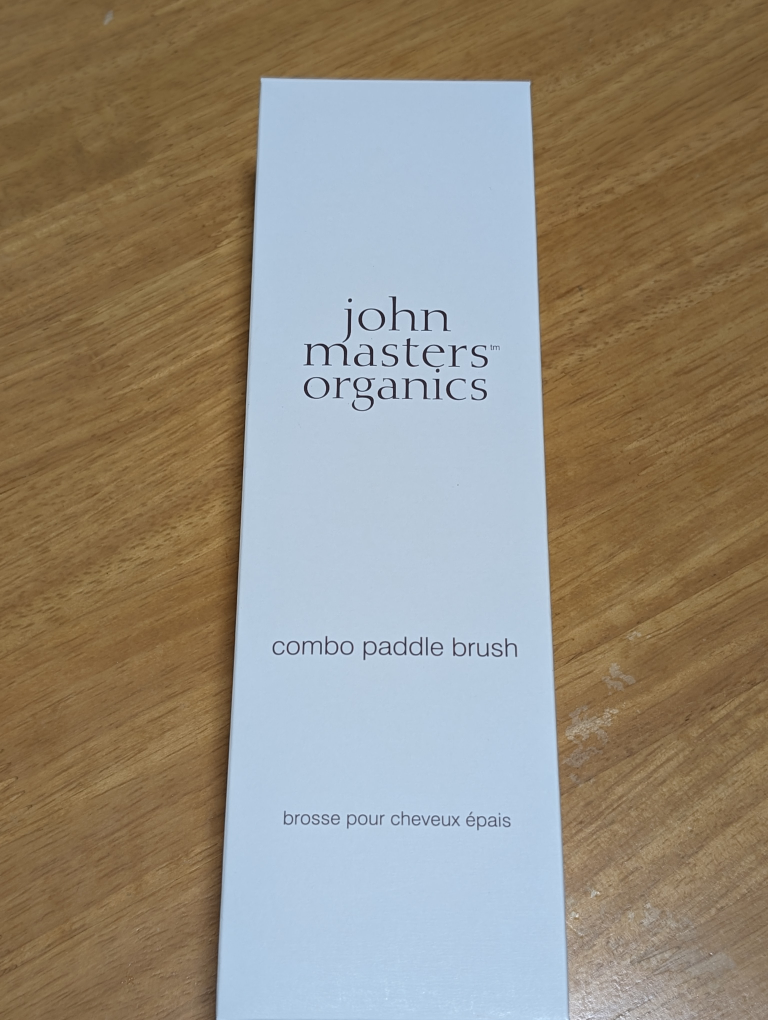 john
masters™
organics
combo paddle brush
brosse pour cheveux épais